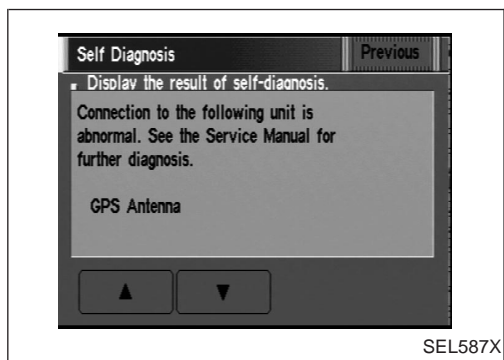 Self Diagnosis
Previous
Display the result of self-diagnosis.
Connection to the following unit is
abnormal. See the Service Manual for
further diagnosis.
GPS Antenna
SEL587X